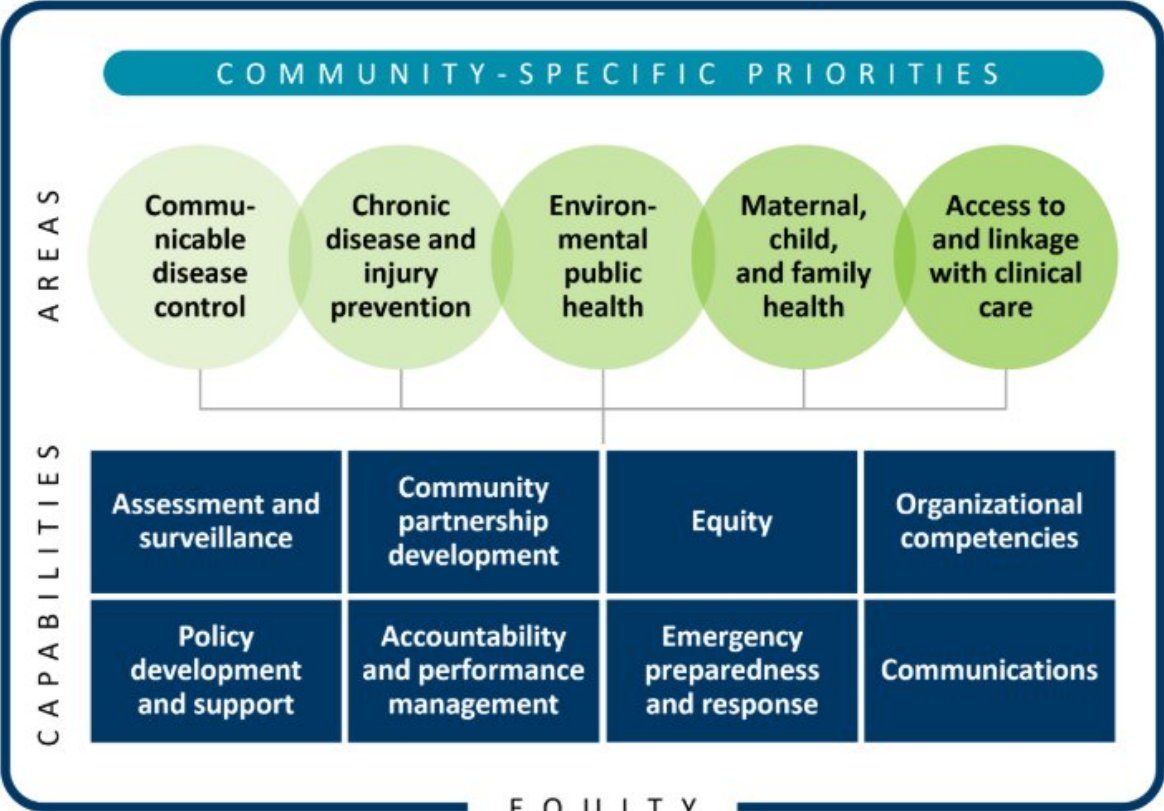 COMMUNITY-SPECIFIC PRIORITIES
AREAS
Commu-
nicable
disease
control
Chronic
disease and
injury
prevention
Environ-
mental
public
health
Maternal,
child,
and family
health
Access to
and linkage
with clinical
care
CAPABILITIES
Assessment and
surveillance
Community
partnership
development
Equity
Organizational
competencies
Policy
development
and support
Accountability
and performance
management
Emergency
preparedness
and response
Communications
EQUITY